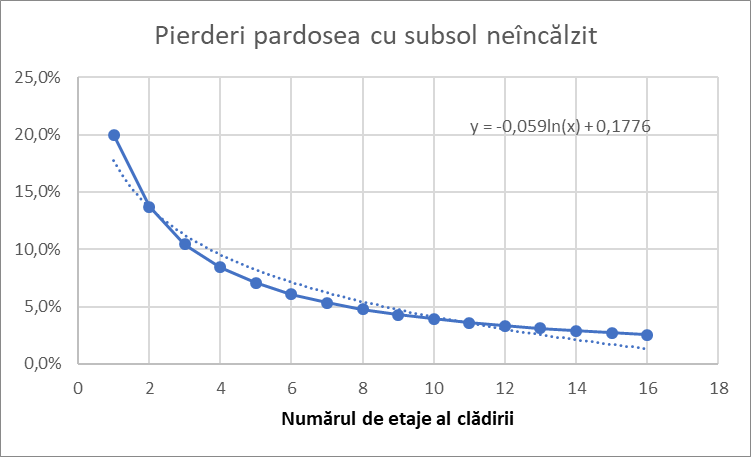 Pierderi pardosea cu subsol neîncălzit
25,0%
y = -0,059ln(x) + 0,1776
20,0%
15,0%
10,0%
5,0%
0,0%
0 2 4 6 8 10 12 14 16 18
Numărul de etaje al clădirii